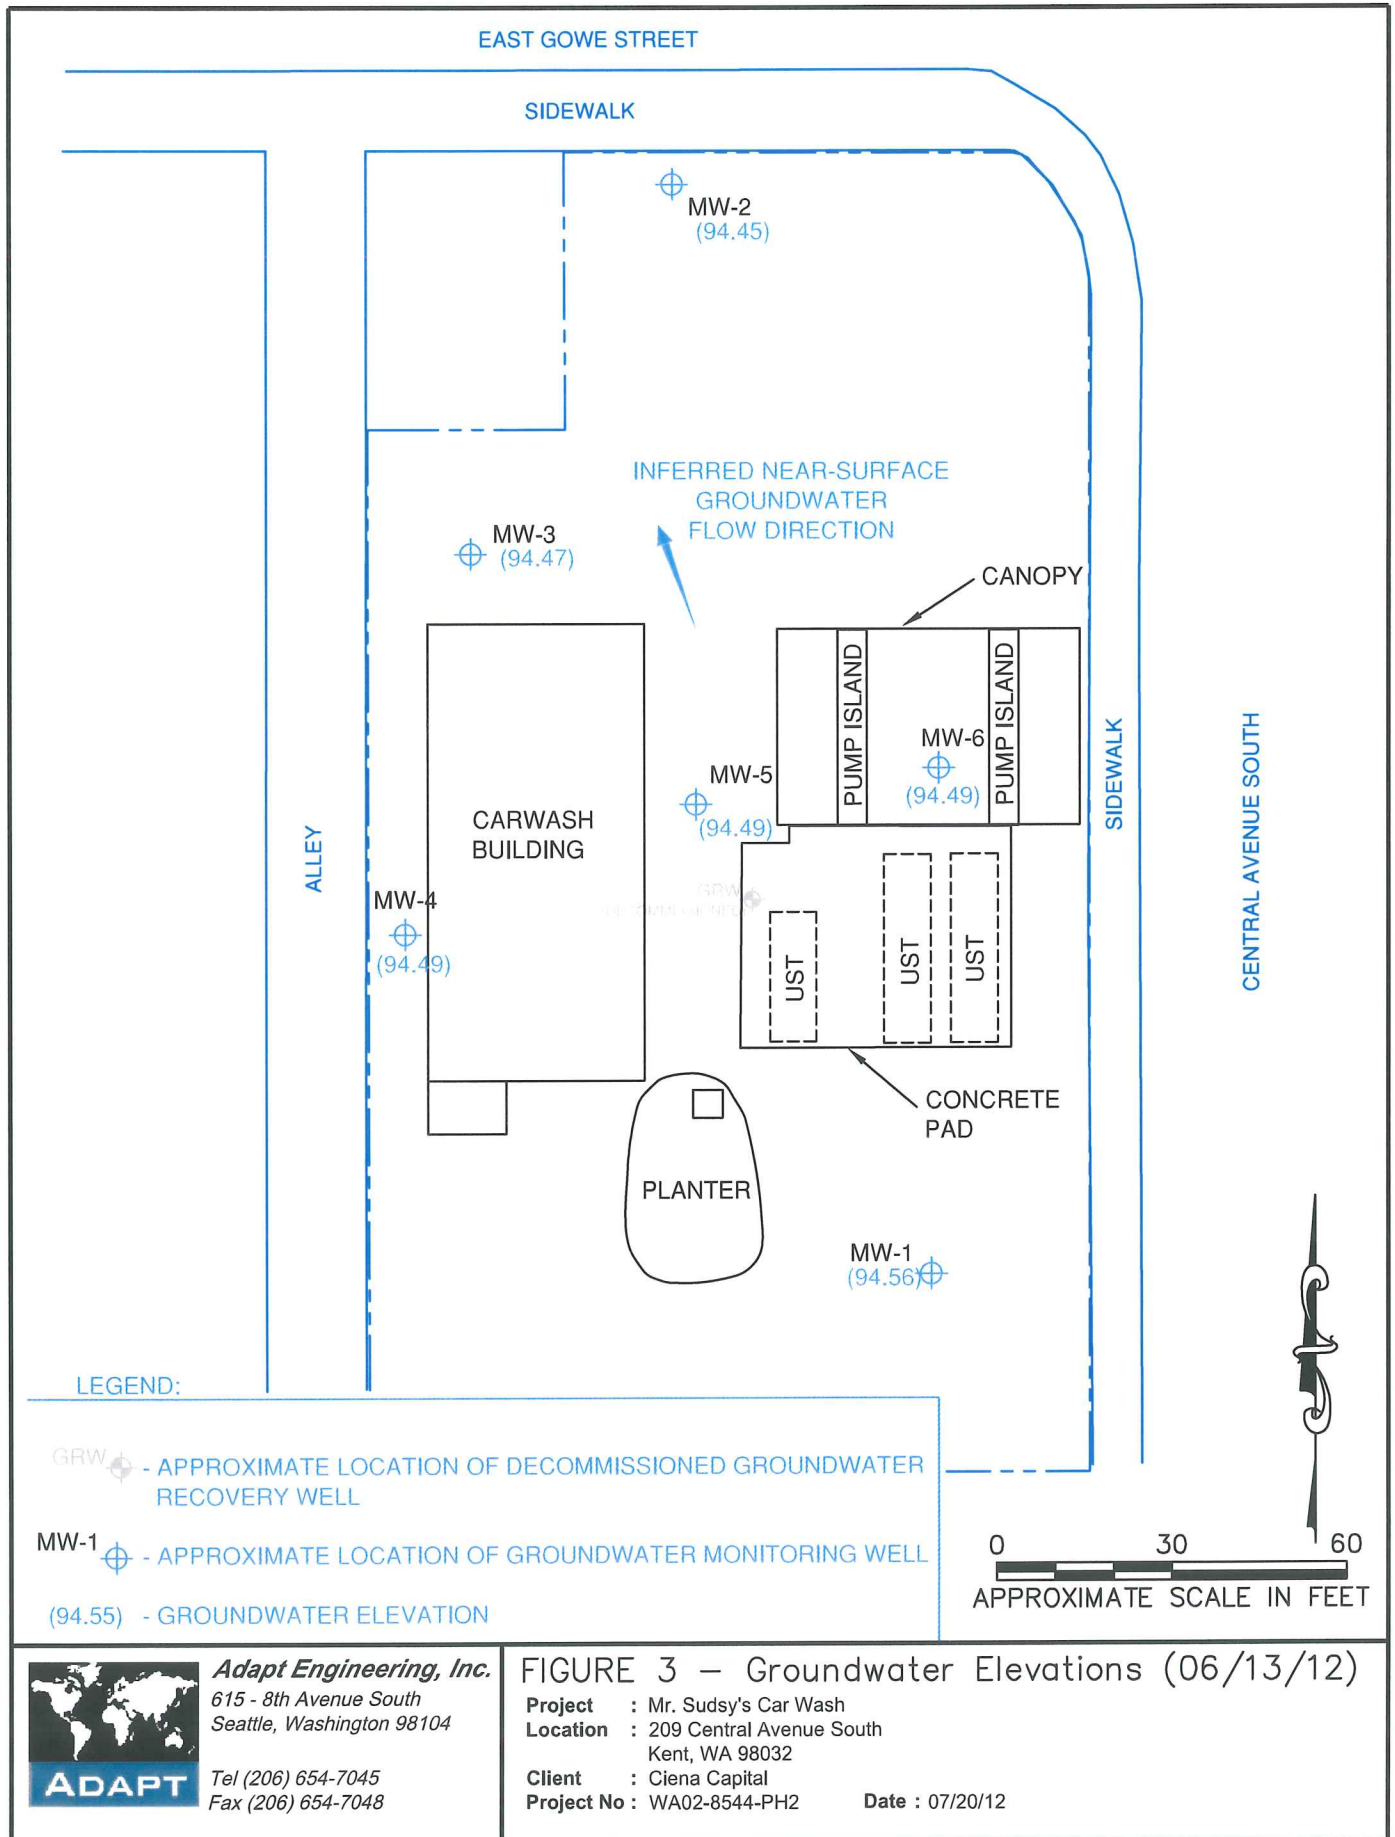 EAST GOWE STREET
SIDEWALK
MW-2
(94.45)
INFERRED NEAR-SURFACE
GROUNDWATER
FLOW DIRECTION
MW-3
(94.47)
CANOPY
PUMP ISLAND
PUMP ISLAND
MW-6
(94.49)
MW-5
(94.49)
CARWASH
BUILDING
SIDEWALK
CENTRAL AVENUE SOUTH
ALLEY
MW-4
(94.49)
GRW
UST
UST
UST
CONCRETE
PAD
PLANTER
MW-1
(94.56)
LEGEND:
GRW - APPROXIMATE LOCATION OF DECOMMISSIONED GROUNDWATER
RECOVERY WELL
MW-1 - APPROXIMATE LOCATION OF GROUNDWATER MONITORING WELL
(94.55) - GROUNDWATER ELEVATION
0 30 60
APPROXIMATE SCALE IN FEET
ADAPT
Adapt Engineering, Inc.
615 - 8th Avenue South
Seattle, Washington 98104
Tel (206) 654-7045
Fax (206) 654-7048
FIGURE 3 – Groundwater Elevations (06/13/12)
Project : Mr. Sudsy's Car Wash
Location : 209 Central Avenue South
Kent, WA 98032
Client : Ciena Capital
Project No : WA02-8544-PH2 Date : 07/20/12